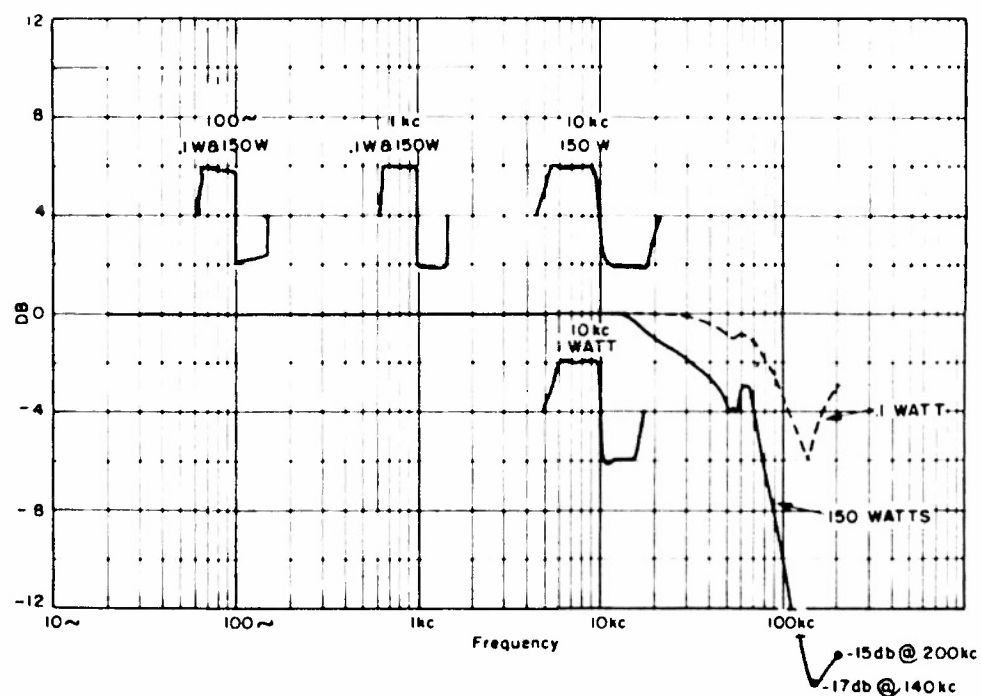 12
8
4
0
-4
-8
-12
DB
100~
.1W&150W
1kc
.1W&150W
10kc
150W
10kc
.1 WATT
.1 WATT
150 WATTS
10~
100~
1kc
10kc
100kc
Frequency
-15db@200kc
-17db@140kc